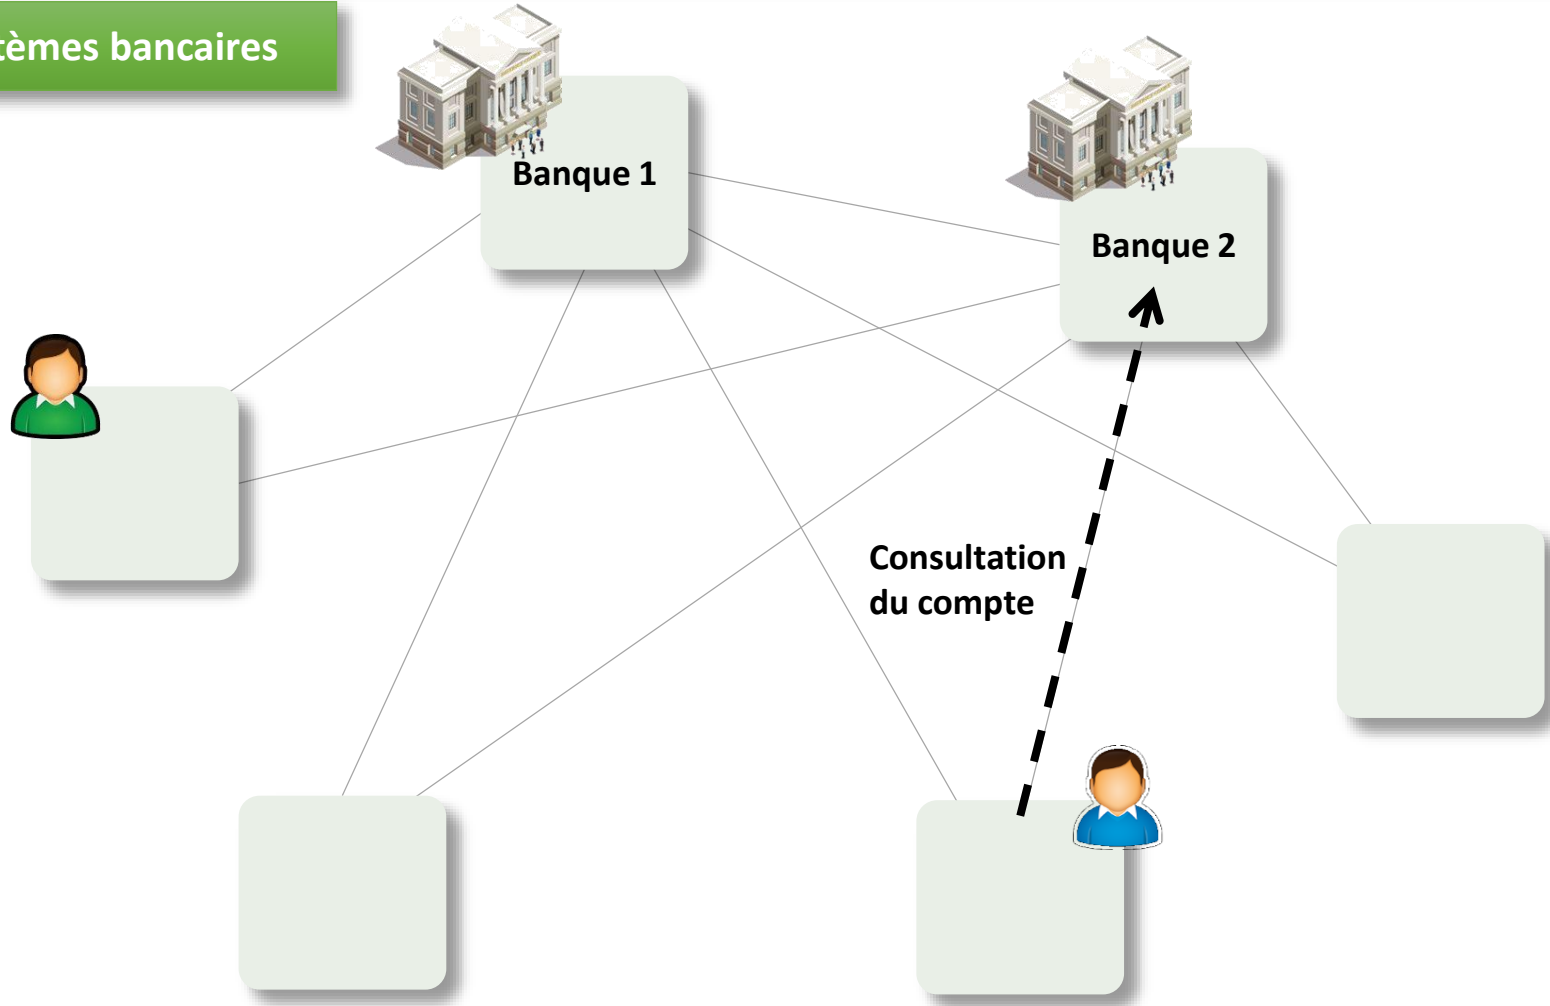 tèmes bancaires
Banque 1
Banque 2
Consultation
du compte